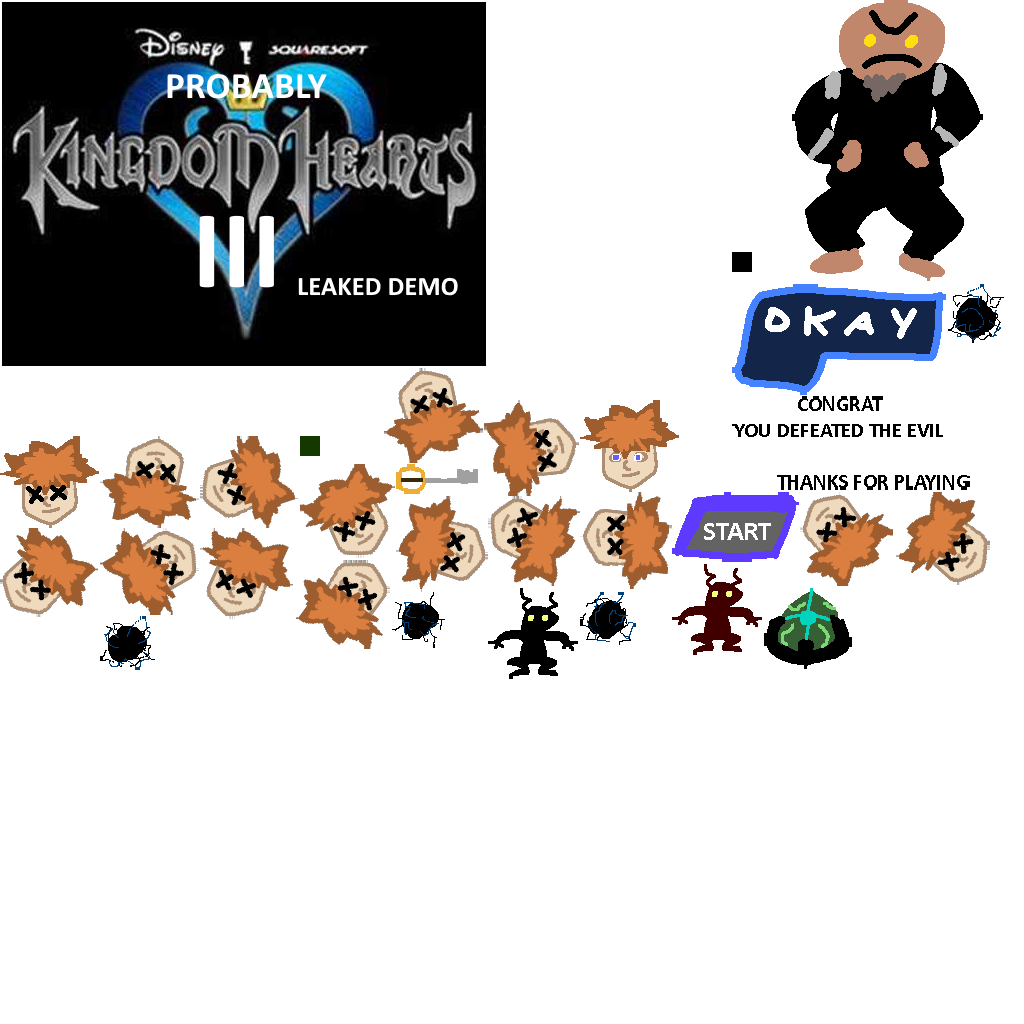 Disney SQUARESOFT
PROBABLY
KINGDOM HEARTS
III
LEAKED DEMO
OKAY
CONGRAT
YOU DEFEATED THE EVIL
THANKS FOR PLAYING
START